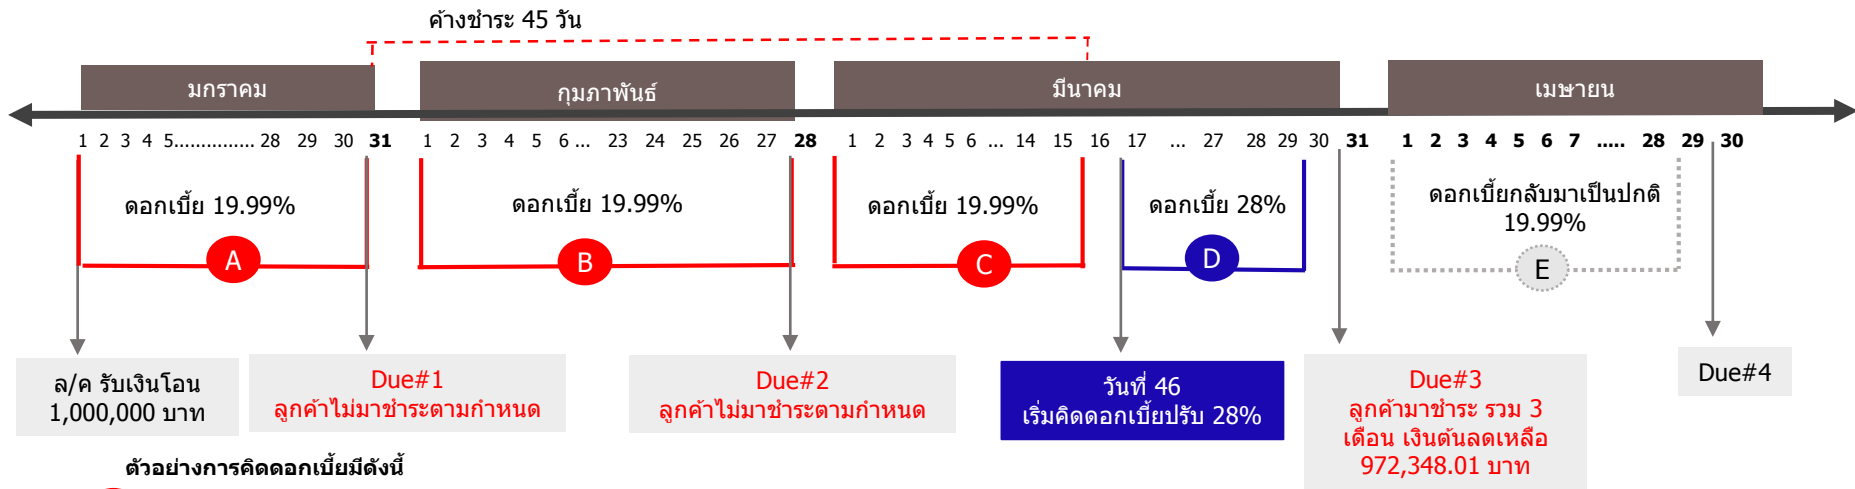 ค้างชำระ 45 วัน
มกราคม กุมภาพันธ์ มีนาคม เมษายน
1 2 3 4 5.............. 28 29 30 31 1 2 3 4 5 6 ... 23 24 25 26 27 28 1 2 3 4 5 6 ... 14 15 16 17 ... 27 28 29 30 31 1 2 3 4 5 6 7 ..... 28 29 30
ดอกเบี้ย 19.99% ดอกเบี้ย 19.99% ดอกเบี้ย 19.99% ดอกเบี้ย 28% ดอกเบี้ยกลับมาเป็นปกติ
19.99%
A B C D E
ล/ค รับเงินโอน
1,000,000 บาท
Due#1
ลูกค้าไม่มาชำระตามกำหนด
Due#2
ลูกค้าไม่มาชำระตามกำหนด
วันที่ 46
เริ่มคิดดอกเบี้ยปรับ 28%
Due#3
ลูกค้ามาชำระ รวม 3
เดือน เงินต้นลดเหลือ
972,348.01 บาท
Due#4
ตัวอย่างการคิดดอกเบี้ยมีดังนี้